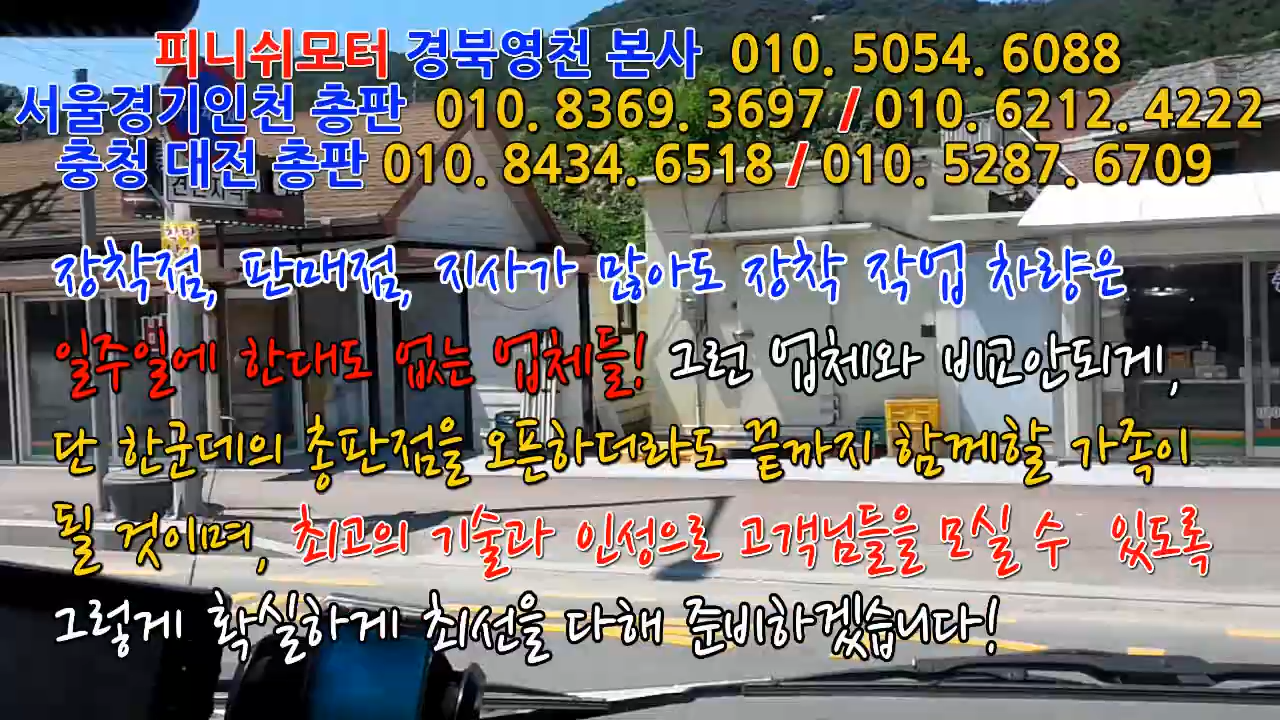 피니쉬모터 경북영천 본사 010. 5054. 6088
서울경기인천 총판 010. 8369. 3697 / 010. 6212. 4222
충청 대전 총판 010. 8434. 6518 / 010. 5287. 6709
장착점, 판매점, 지사가 많아도 장착 작업 차량은
일주일에 한대도 없는 업체들! 그런 업체와 비교안되게,
단 한군데의 총판점을 오픈하더라도 끝까지 함께할 가족이
될 것이며, 최고의 기술과 인성으로 고객님들을 모실 수 있도록
그렇게 확실하게 최선을 다해 준비하겠습니다!